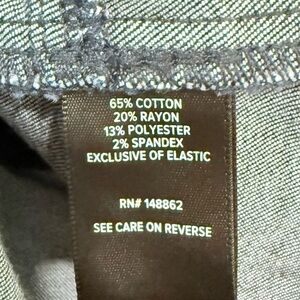 65% COTTON
20% RAYON
13% POLYESTER
2% SPANDEX
EXCLUSIVE OF ELASTIC
RN# 148862
SEE CARE ON REVERSE